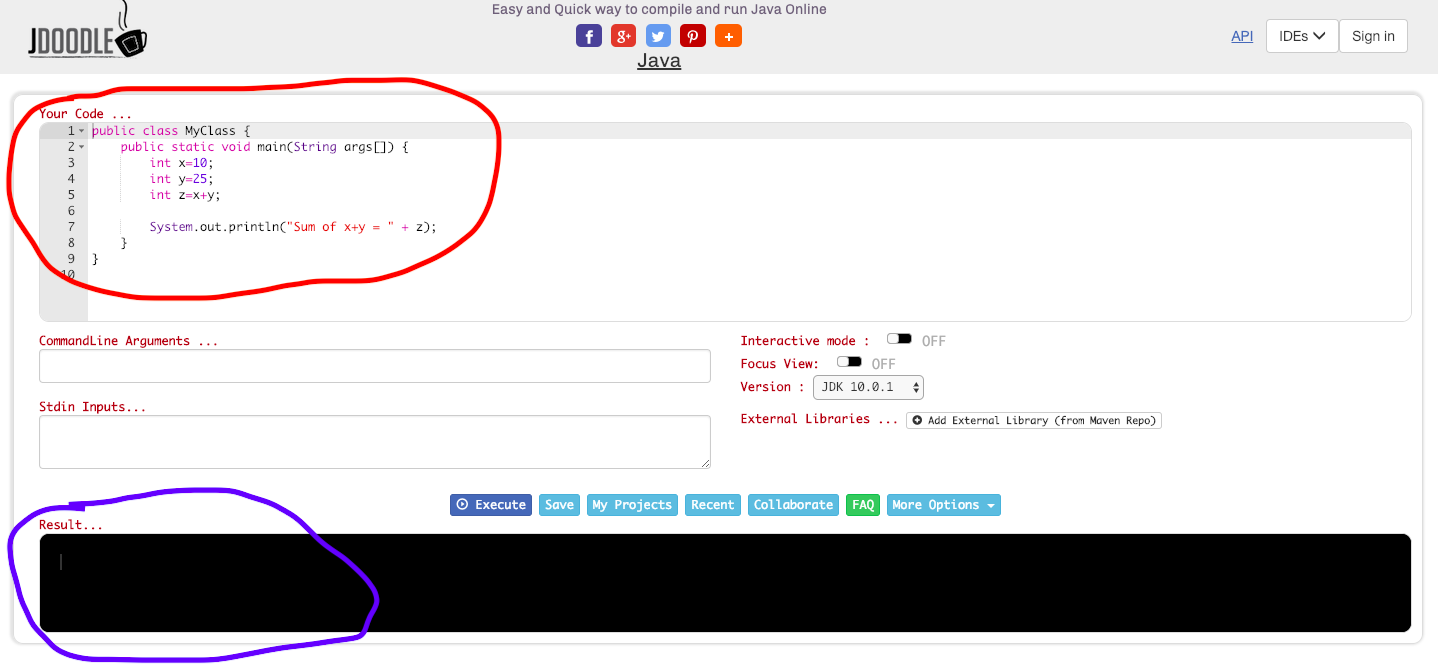 Easy and Quick way to compile and run Java Online
JDOODLE
f g+ +
Java
API IDEs Sign in
Your Code ...
1 public class MyClass {
2 public static void main(String args[]) {
3 int x=10;
4 int y=25;
5 int z=x+y;
6
7 System.out.println("Sum of x+y = " + z);
8 }
9 }
10
CommandLine Arguments ...
Stdin Inputs...
Interactive mode : OFF
Focus View: OFF
Version : JDK 10.0.1
External Libraries ... Add External Library (from Maven Repo)
Execute Save My Projects Recent Collaborate FAQ More Options
Result...